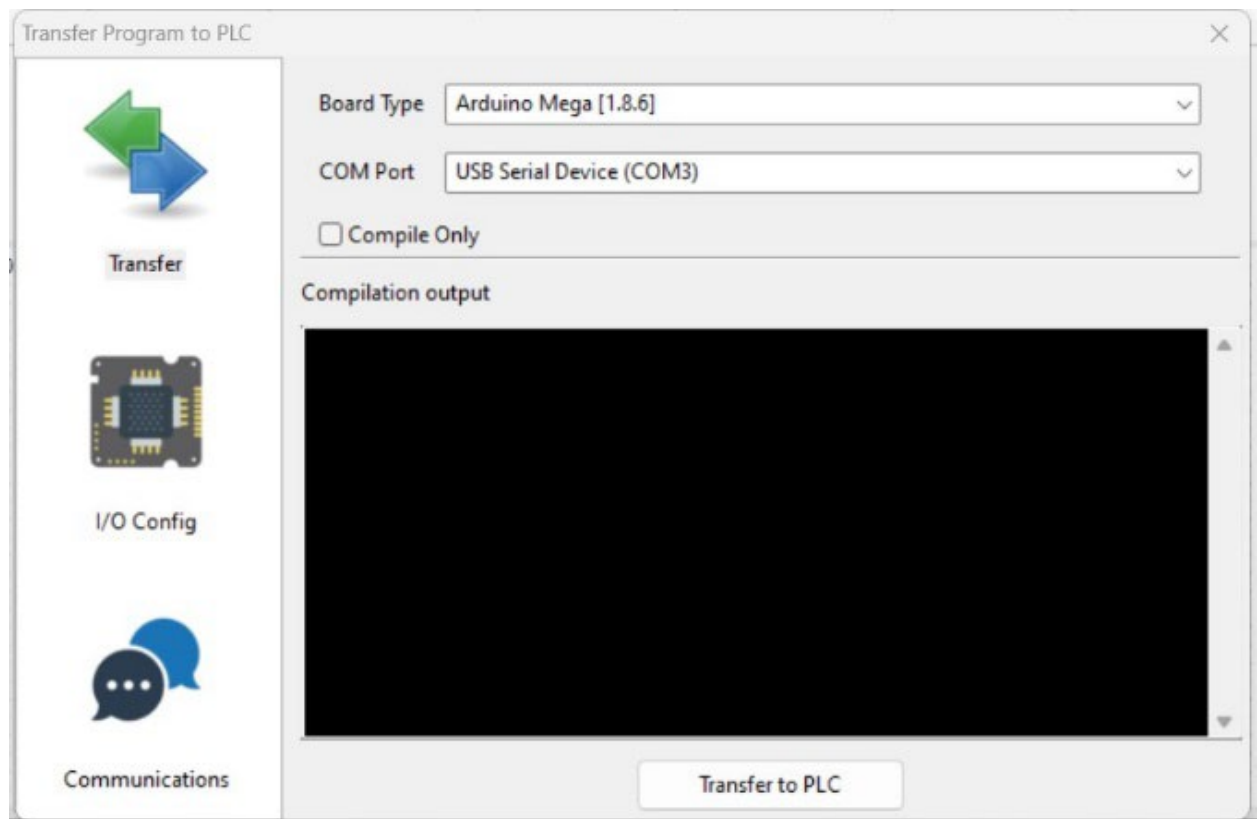 Transfer Program to PLC
Board Type Arduino Mega [1.8.6]
COM Port USB Serial Device (COM3)
Compile Only
Transfer
Compilation output
I/O Config
Communications
Transfer to PLC